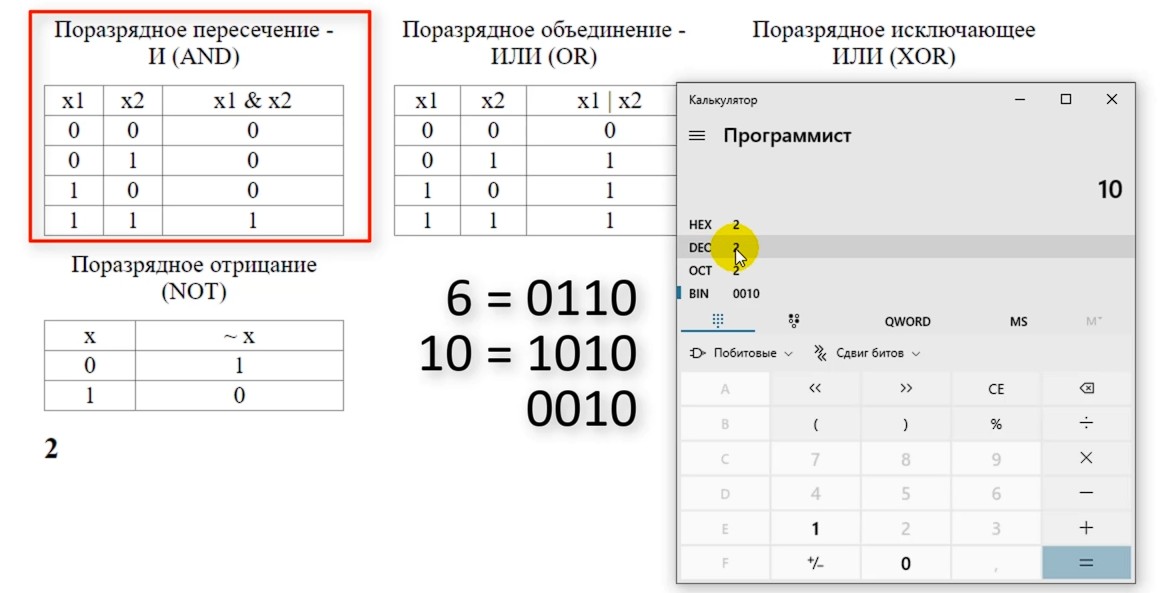 Поразрядное пересечение -
И (AND)
x1 x2 x1 & x2
0 0 0
0 1 0
1 0 0
1 1 1
Поразрядное объединение -
ИЛИ (OR)
x1 x2 x1 | x2
0 0 0
0 1 1
1 0 1
1 1 1
Поразрядное исключающее
ИЛИ (XOR)
Поразрядное отрицание
(NOT)
x ~ x
0 1
1 0
2
6 = 0110
10 = 1010
0010
Калькулятор
Программист
10
HEX 2
DEC 2
OCT 2
BIN 0010
QWORD MS M˅
Побитовые Сдвиг битов
A << >> CE
B ( ) % ÷
C 7 8 9 ×
D 4 5 6 −
E 1 2 3 +
F +/− 0 , =